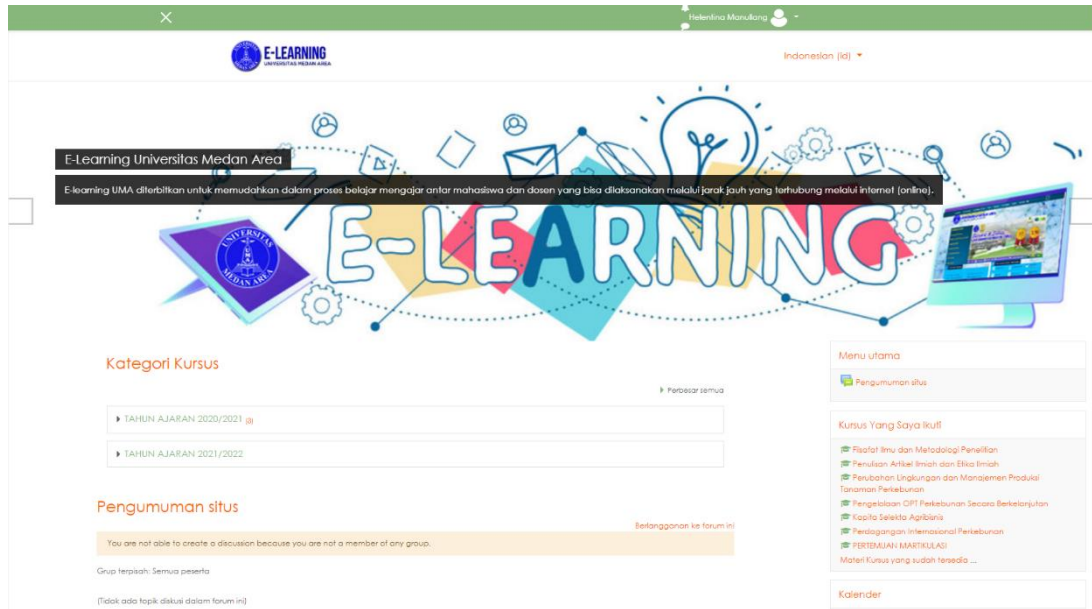 Helentina Manullang
E-LEARNING
UNIVERSITAS MEDAN AREA
Indonesian (id)
E-Learning Universitas Medan Area
E-learning UMA diterbitkan untuk memudahkan dalam proses belajar mengajar antar mahasiswa dan dosen yang bisa dilaksanakan melalui jarak jauh yang terhubung melalui internet (online).
UNIVERSITAS
MEDAN AREA
E-LEARNING
Kategori Kursus
Perbesar semua
TAHUN AJARAN 2020/2021
TAHUN AJARAN 2021/2022
Pengumuman situs
Berlangganan ke forum ini
You are not able to create a discussion because you are not a member of any group.
Grup terpisah: Semua peserta
(Tidak ada topik diskusi dalam forum ini)
Menu utama
Pengumuman situs
Kursus Yang Saya Ikuti
Filsafat Ilmu dan Metodologi Penelitian
Penulisan Artikel Ilmiah dan Etika Ilmiah
Perubahan Lingkungan dan Manajemen Produksi
Tanaman Perkebunan
Pengelolaan OPT Perkebunan Secara Berkelanjutan
Kapita Selekta Agribisnis
Perdagangan Internasional Perkebunan
PERTEMUAN MARTIKULASI
Materi Kursus yang sudah tersedia ...
Kalender